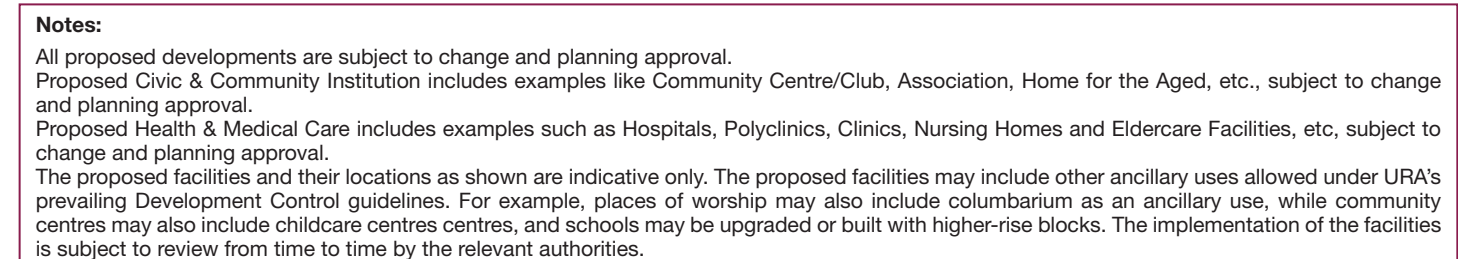 Notes:
All proposed developments are subject to change and planning approval.
Proposed Civic & Community Institution includes examples like Community Centre/Club, Association, Home for the Aged, etc., subject to change
and planning approval.
Proposed Health & Medical Care includes examples such as Hospitals, Polyclinics, Clinics, Nursing Homes and Eldercare Facilities, etc, subject to
change and planning approval.
The proposed facilities and their locations as shown are indicative only. The proposed facilities may include other ancillary uses allowed under URA's
prevailing Development Control guidelines. For example, places of worship may also include columbarium as an ancillary use, while community
centres may also include childcare centres centres, and schools may be upgraded or built with higher-rise blocks. The implementation of the facilities
is subject to review from time to time by the relevant authorities.